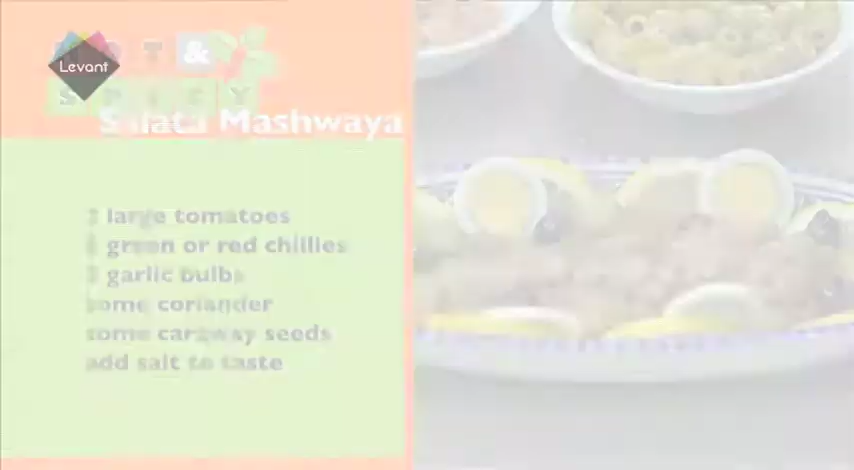 Levant
&
Salata Mashwaya
large tomatoes
green or red chillies
garlic bulbs
some coriander
some caraway seeds
add salt to taste